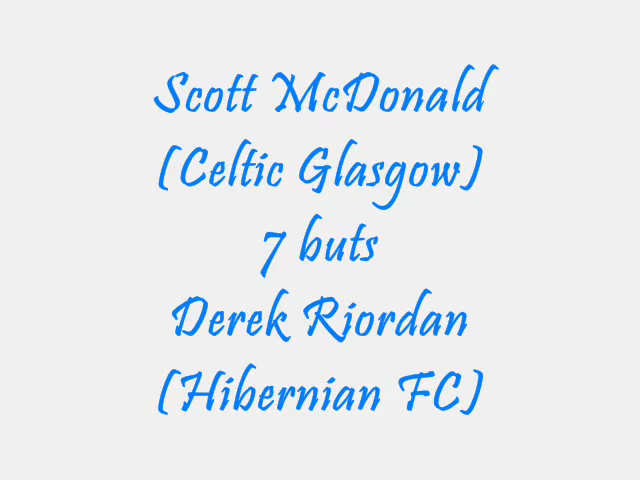 Scott McDonald
(Celtic Glasgow)
7 buts
Derek Riordan
(Hibernian FC)